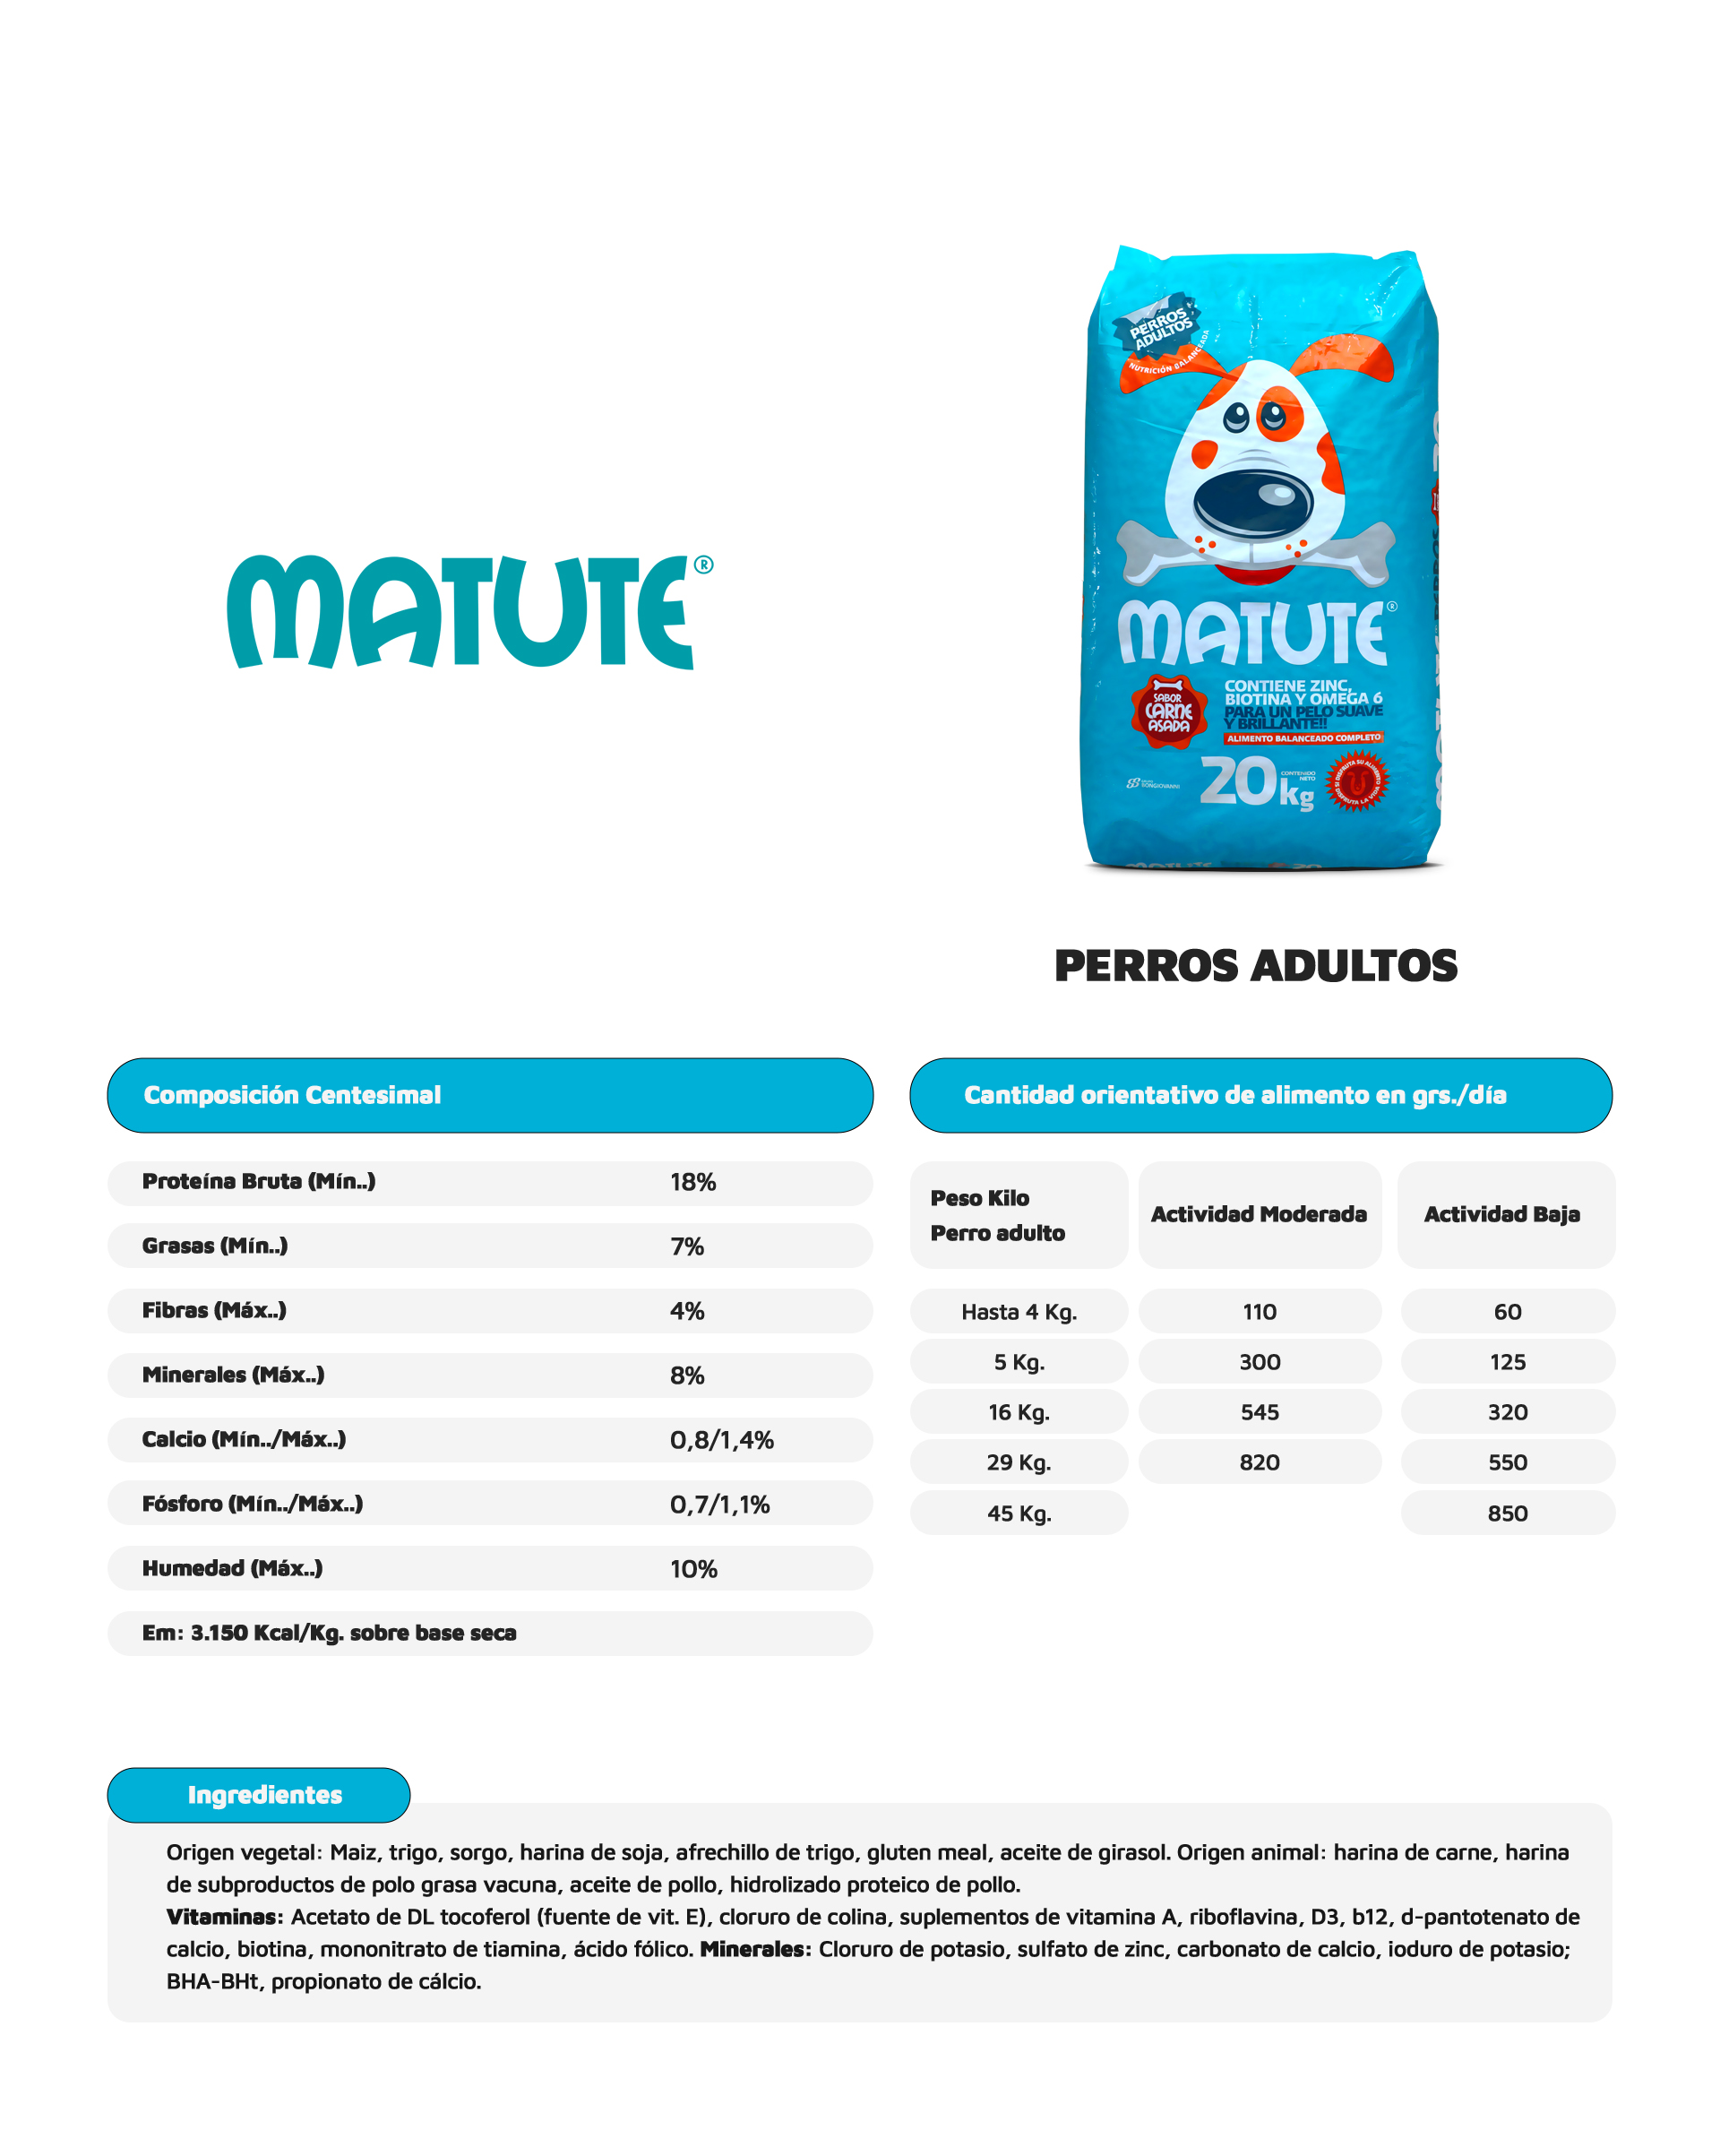 PERROS
ADULTOS
NUTRICIÓN BALANCEADA
MATUTE®
MATUTE®
SABOR
CARNE
ASADA
CONTIENE ZINC,
BIOTINA Y OMEGA 6
PARA UN PELO SUAVE
Y BRILLANTE!!
ALIMENTO BALANCEADO COMPLETO
20kg
CONTENIDO
NETO
SONGIOVANNI
SI DISFRUTA SU ALIMENTO
DISFRUTA LA VIDA
PERROS ADULTOS
Composición Centesimal
Proteína Bruta (Mín..) 18%
Grasas (Mín..) 7%
Fibras (Máx..) 4%
Minerales (Máx..) 8%
Calcio (Mín../Máx..) 0,8/1,4%
Fósforo (Mín../Máx..) 0,7/1,1%
Humedad (Máx..) 10%
Em: 3.150 Kcal/Kg. sobre base seca
Cantidad orientativo de alimento en grs./día
Peso Kilo
Perro adulto
Actividad Moderada
Actividad Baja
Hasta 4 Kg. 110 60
5 Kg. 300 125
16 Kg. 545 320
29 Kg. 820 550
45 Kg. 850
Ingredientes
Origen vegetal: Maiz, trigo, sorgo, harina de soja, afrechillo de trigo, gluten meal, aceite de girasol. Origen animal: harina de carne, harina
de subproductos de polo grasa vacuna, aceite de pollo, hidrolizado proteico de pollo.
Vitaminas: Acetato de DL tocoferol (fuente de vit. E), cloruro de colina, suplementos de vitamina A, riboflavina, D3, b12, d-pantotenato de
calcio, biotina, mononitrato de tiamina, ácido fólico. Minerales: Cloruro de potasio, sulfato de zinc, carbonato de calcio, ioduro de potasio;
BHA-BHt, propionato de cálcio.